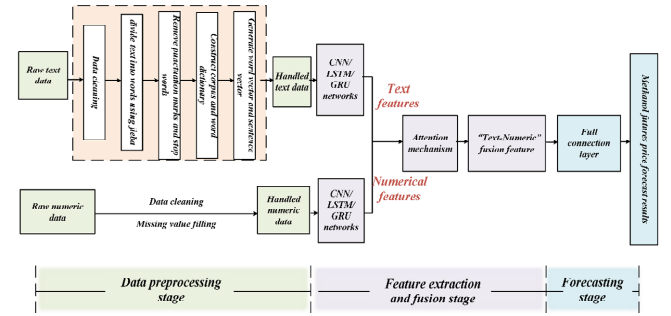 Raw text
data
Data cleaning
divide text into words using jieba
Remove punctuation marks and stop
words
Construct corpus and word
dictionary
Generate word vector and sentence
vector
Handled
text data
CNN/
LSTM/
GRU
networks
Text
features
Attention
mechanism
“Text-Numeric”
fusion feature
Full
connection
layer
Methanol futures price forecast results
Numerical
features
Raw numeric
data
Data cleaning
Missing value filling
Handled
numeric
data
CNN/
LSTM/
GRU
networks
Data preprocessing
stage
Feature extraction
and fusion stage
Forecasting
stage